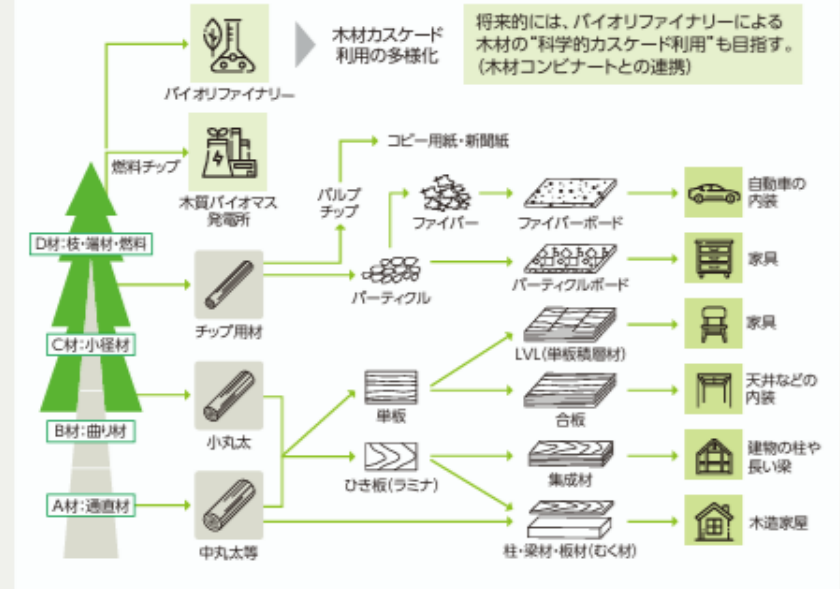 バイオリファイナリー
木材カスケード
利用の多様化
将来的には、バイオリファイナリーによる
木材の“科学的カスケード利用”も目指す。
（木材コンビナートとの連携）
燃料チップ
木質バイオマス
発電所
コピー用紙・新聞紙
パルプ
チップ
ファイバー
ファイバーボード
自動車の
内装
D材：枝・端材・燃料
チップ用材
パーティクル
パーティクルボード
家具
C材：小径材
LVL（単板積層材）
家具
小丸太
単板
合板
天井などの
内装
B材：曲り材
ひき板（ラミナ）
集成材
建物の柱や
長い梁
A材：通直材
中丸太等
柱・梁材・板材（むく材）
木造家屋